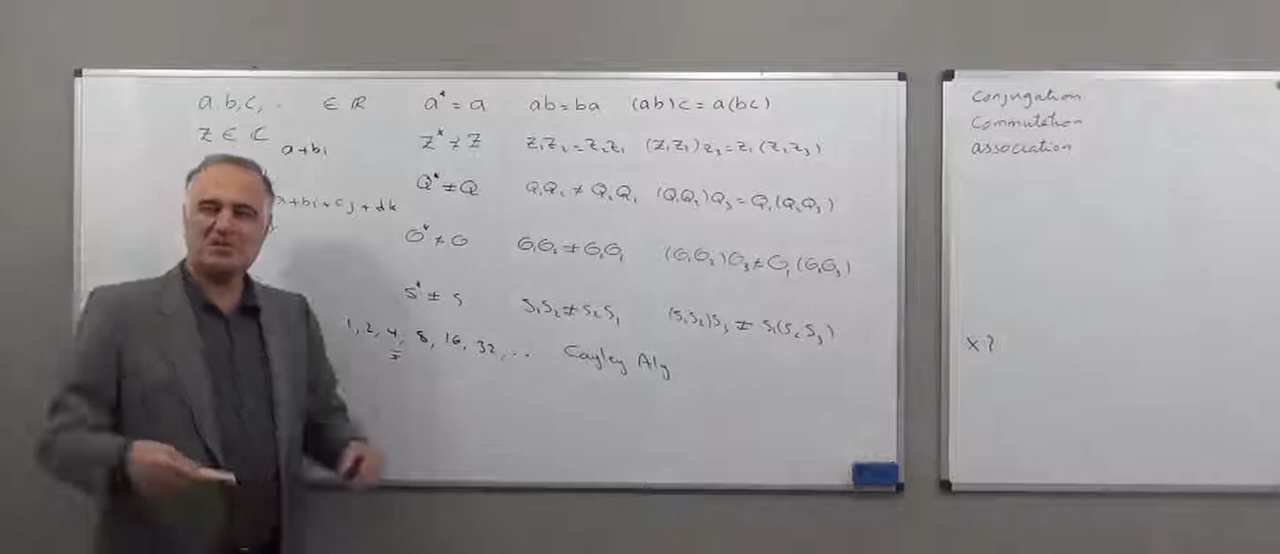 a, b, c, .. ∈ ℝ a* = a ab = ba (ab)c = a(bc)
z ∈ ℂ z* ≠ z z₁z₂ = z₂z₁ (z₁z₂)z₃ = z₁(z₂z₃)
a+bi
Q* ≠ Q Q₁Q₂ ≠ Q₂Q₁ (Q₁Q₂)Q₃ = Q₁(Q₂Q₃)
a+bi+cj+dk
O* ≠ O O₁O₂ ≠ O₂O₁ (O₁O₂)O₃ ≠ O₁(O₂O₃)
S* ≠ S S₁S₂ ≠ S₂S₁ (S₁S₂)S₃ ≠ S₁(S₂S₃)
1, 2, 4, 8, 16, 32, .. Cayley Alg
Conjugation
Commutation
association
x?